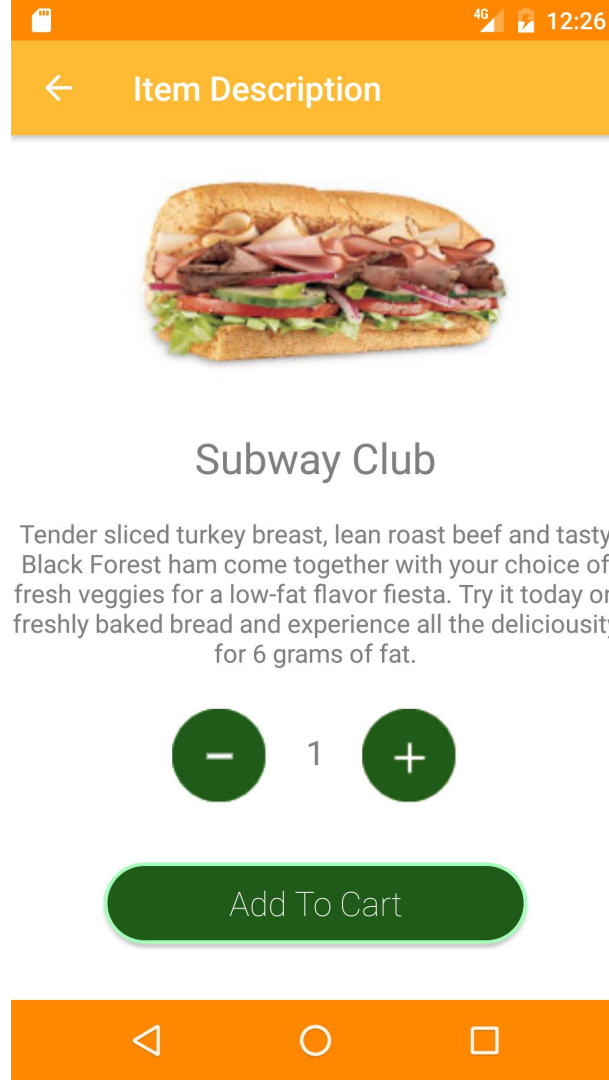 4G 12:26
Item Description
Subway Club
Tender sliced turkey breast, lean roast beef and tasty
Black Forest ham come together with your choice of
fresh veggies for a low-fat flavor fiesta. Try it today on
freshly baked bread and experience all the deliciousity
for 6 grams of fat.
1
Add To Cart